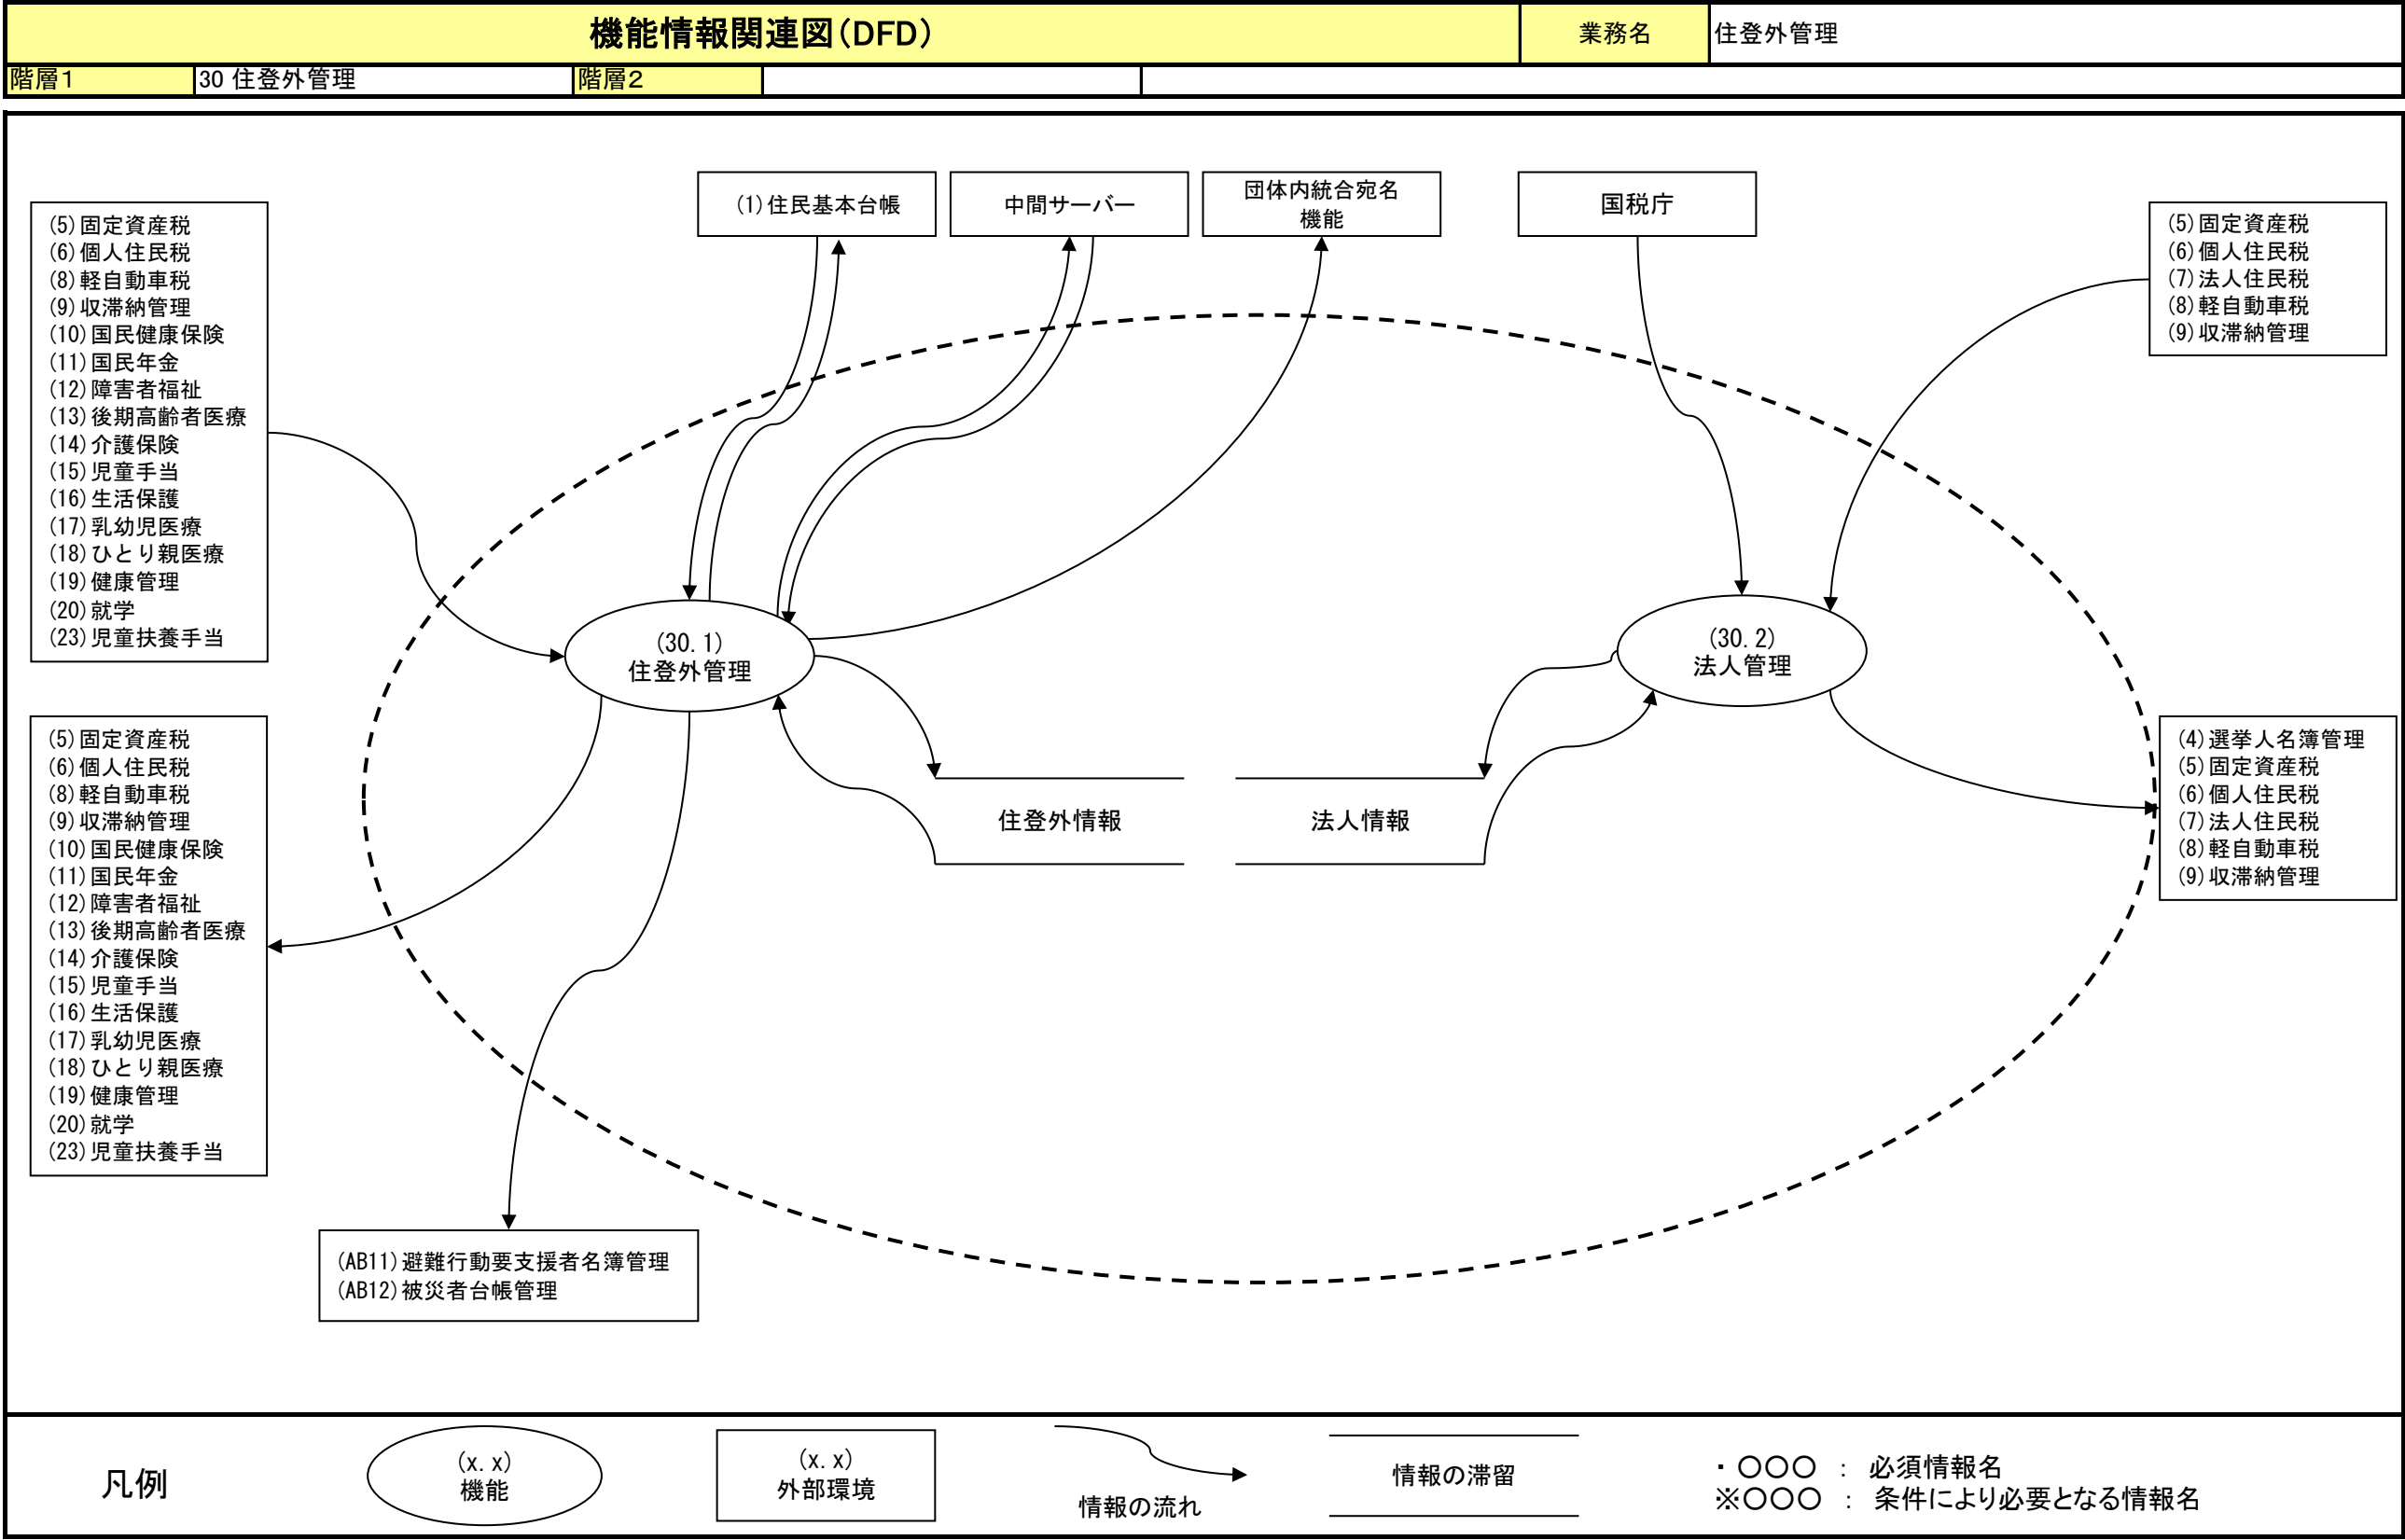 機能情報関連図（DFD）
業務名
住登外管理
階層１
30 住登外管理
階層２
(1)住民基本台帳
中間サーバー
団体内統合宛名
機能
国税庁
(5)固定資産税
(6)個人住民税
(8)軽自動車税
(9)収滞納管理
(10)国民健康保険
(11)国民年金
(12)障害者福祉
(13)後期高齢者医療
(14)介護保険
(15)児童手当
(16)生活保護
(17)乳幼児医療
(18)ひとり親医療
(19)健康管理
(20)就学
(23)児童扶養手当
(5)固定資産税
(6)個人住民税
(7)法人住民税
(8)軽自動車税
(9)収滞納管理
(30.1)
住登外管理
(30.2)
法人管理
住登外情報
法人情報
(5)固定資産税
(6)個人住民税
(8)軽自動車税
(9)収滞納管理
(10)国民健康保険
(11)国民年金
(12)障害者福祉
(13)後期高齢者医療
(14)介護保険
(15)児童手当
(16)生活保護
(17)乳幼児医療
(18)ひとり親医療
(19)健康管理
(20)就学
(23)児童扶養手当
(4)選挙人名簿管理
(5)固定資産税
(6)個人住民税
(7)法人住民税
(8)軽自動車税
(9)収滞納管理
(AB11)避難行動要支援者名簿管理
(AB12)被災者台帳管理
凡例
(x.x)
機能
(x.x)
外部環境
情報の流れ
情報の滞留
・〇〇〇 ： 必須情報名
※〇〇〇 ： 条件により必要となる情報名